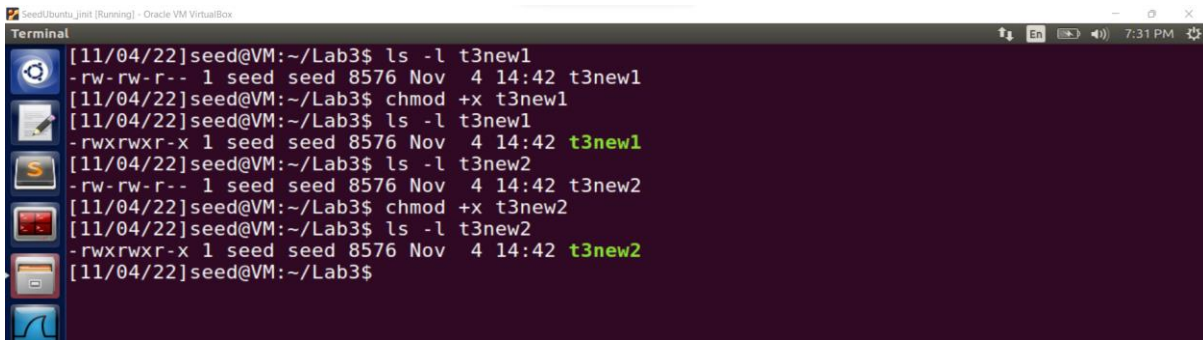 SeedUbuntu_jinit [Running] - Oracle VM VirtualBox
Terminal En 7:31 PM
[11/04/22]seed@VM:~/Lab3$ ls -l t3new1
-rw-rw-r-- 1 seed seed 8576 Nov  4 14:42 t3new1
[11/04/22]seed@VM:~/Lab3$ chmod +x t3new1
[11/04/22]seed@VM:~/Lab3$ ls -l t3new1
-rwxrwxr-x 1 seed seed 8576 Nov  4 14:42 t3new1
[11/04/22]seed@VM:~/Lab3$ ls -l t3new2
-rw-rw-r-- 1 seed seed 8576 Nov  4 14:42 t3new2
[11/04/22]seed@VM:~/Lab3$ chmod +x t3new2
[11/04/22]seed@VM:~/Lab3$ ls -l t3new2
-rwxrwxr-x 1 seed seed 8576 Nov  4 14:42 t3new2
[11/04/22]seed@VM:~/Lab3$